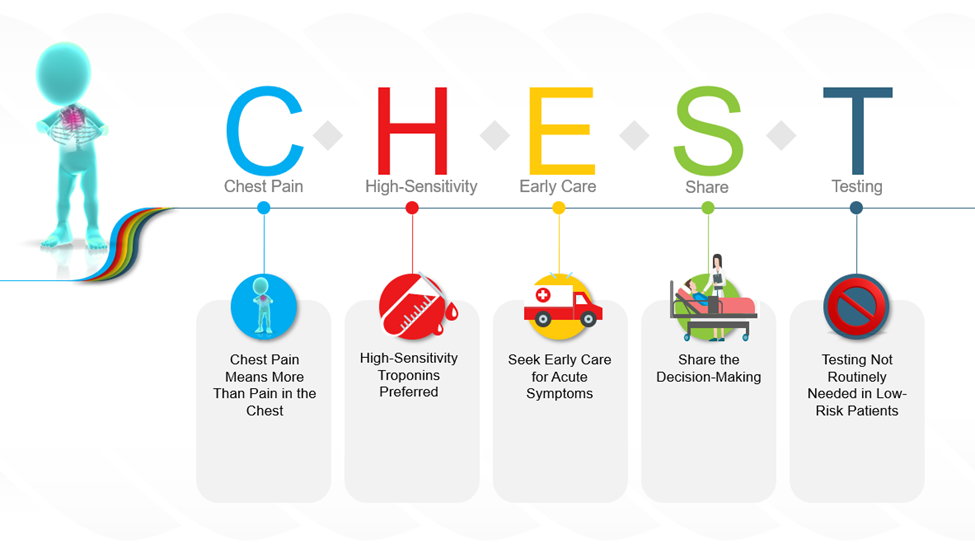 C H E S T
Chest Pain
High-Sensitivity
Early Care
Share
Testing
Chest Pain
Means More
Than Pain in the
Chest
High-Sensitivity
Troponins
Preferred
Seek Early Care
for Acute
Symptoms
Share the
Decision-Making
Testing Not
Routinely
Needed in Low-
Risk Patients